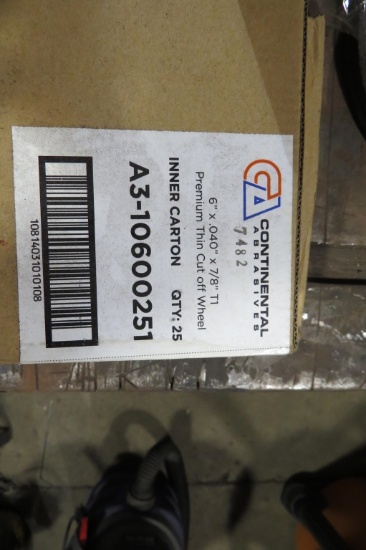 CONTINENTAL
ABRASIVES
7482
6" x .040" x 7/8" T1
Premium Thin Cut off Wheel
INNER CARTON QTY: 25
A3-10600251
10814031010108